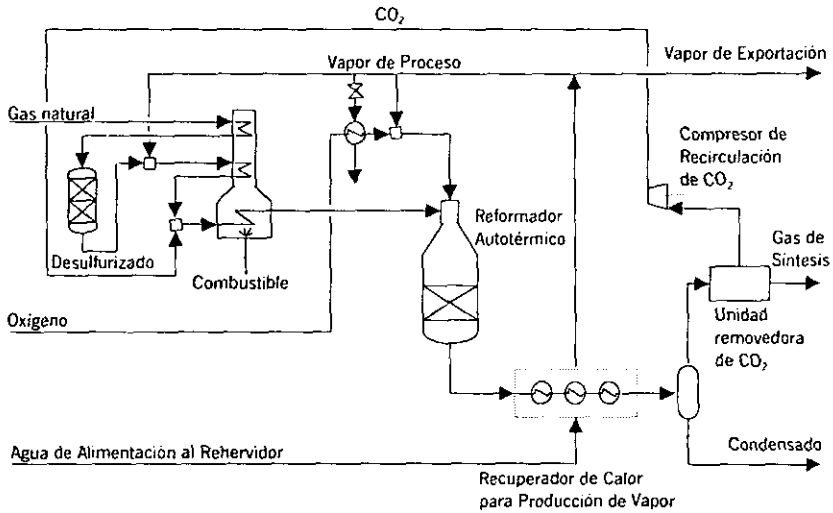 CO₂
Vapor de Proceso
Vapor de Exportación
Gas natural
Compresor de
Recirculación
de CO₂
Reformador
Autotérmico
Gas de
Síntesis
Desulfurizado
Combustible
Oxígeno
Unidad
removedora
de CO₂
Agua de Alimentación al Rehervidor
Condensado
Recuperador de Calor
para Producción de Vapor